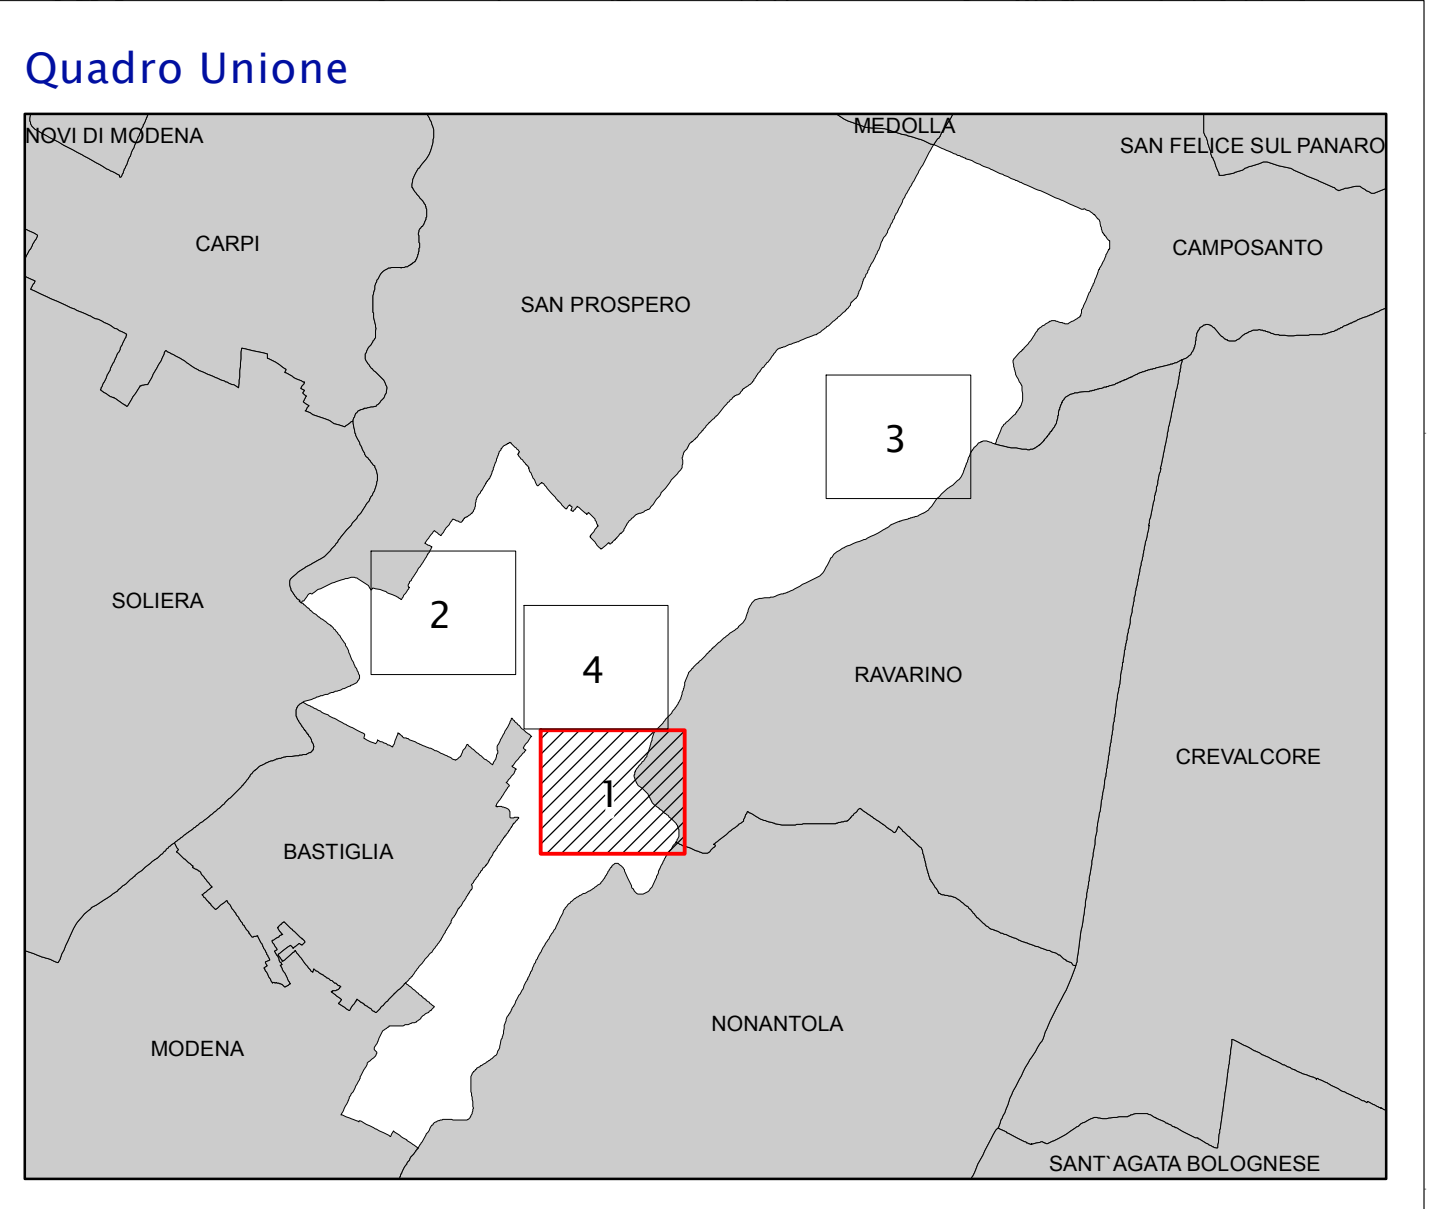 Quadro Unione
MEDOLLA
NOVI DI MODENA
SAN FELICE SUL PANARO
CARPI
CAMPOSANTO
SAN PROSPERO
3
SOLIERA
2
4
RAVARINO
CREVALCORE
1
BASTIGLIA
NONANTOLA
MODENA
SANT`AGATA BOLOGNESE